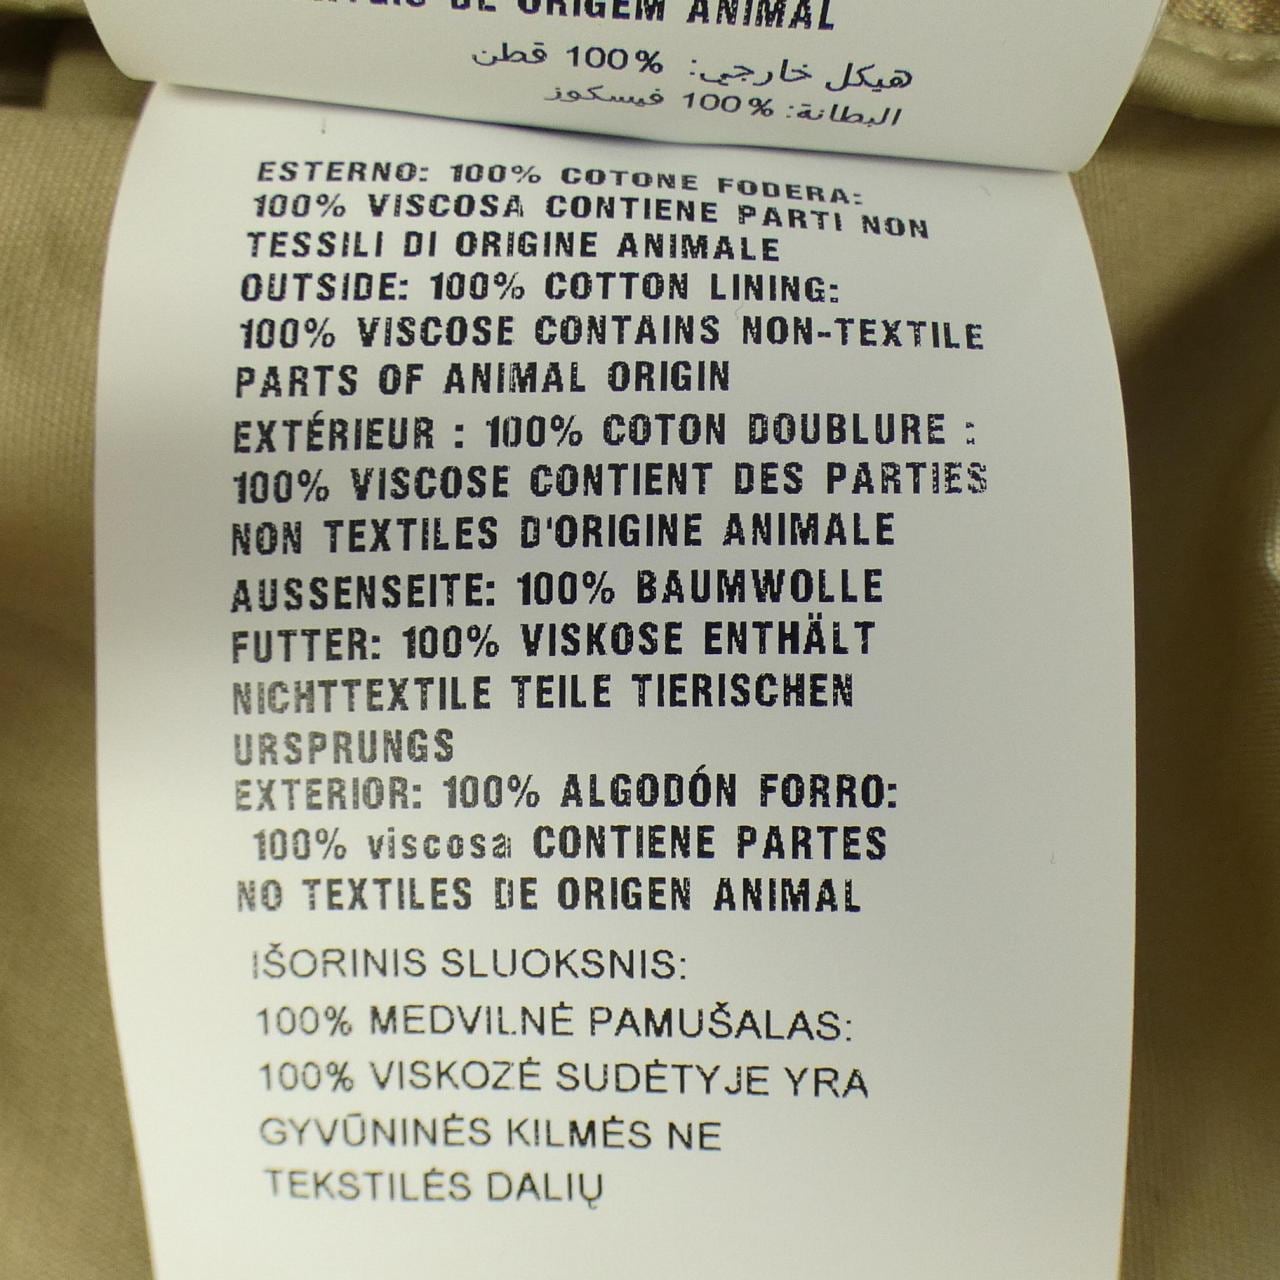 DE ORIGEM ANIMAL
هيكل خارجي: %100 قطن
البطانة: %100 فيسكوز
ESTERNO: 100% COTONE FODERA:
100% VISCOSA CONTIENE PARTI NON
TESSILI DI ORIGINE ANIMALE
OUTSIDE: 100% COTTON LINING:
100% VISCOSE CONTAINS NON-TEXTILE
PARTS OF ANIMAL ORIGIN
EXTÉRIEUR : 100% COTON DOUBLURE :
100% VISCOSE CONTIENT DES PARTIES
NON TEXTILES D'ORIGINE ANIMALE
AUSSENSEITE: 100% BAUMWOLLE
FUTTER: 100% VISKOSE ENTHÄLT
NICHTTEXTILE TEILE TIERISCHEN
URSPRUNGS
EXTERIOR: 100% ALGODÓN FORRO:
100% viscosa CONTIENE PARTES
NO TEXTILES DE ORIGEN ANIMAL
IŠORINIS SLUOKSNIS:
100% MEDVILNĖ PAMUŠALAS:
100% VISKOZĖ SUDĖTYJE YRA
GYVŪNINĖS KILMĖS NE
TEKSTILĖS DALIŲ